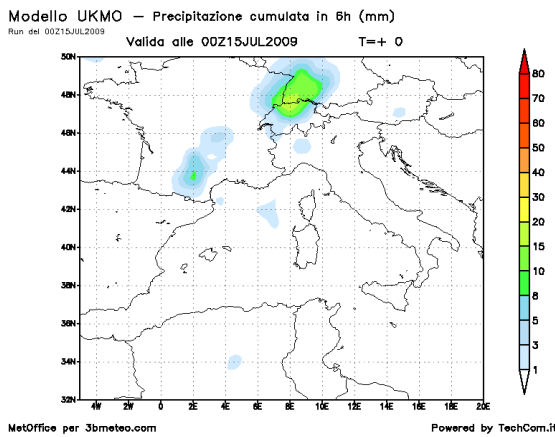 Modello UKMO – Precipitazione cumulata in 6h (mm)
Run del 00Z15JUL2009
Valida alle 00Z15JUL2009 T=+ 0
50N
48N
46N
44N
42N
40N
38N
36N
34N
32N
4W 2W 0 2E 4E 6E 8E 10E 12E 14E 16E 18E 20E
80
70
60
50
40
30
20
15
10
8
5
3
1
MetOffice per 3bmeteo.com
Powered by TechCom.it